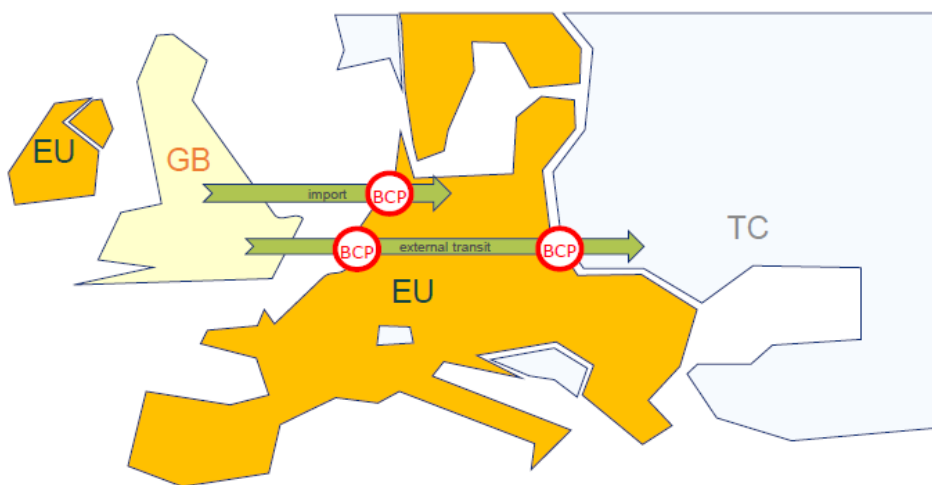 EU
GB
BCP
import
TC
BCP
external transit
BCP
EU